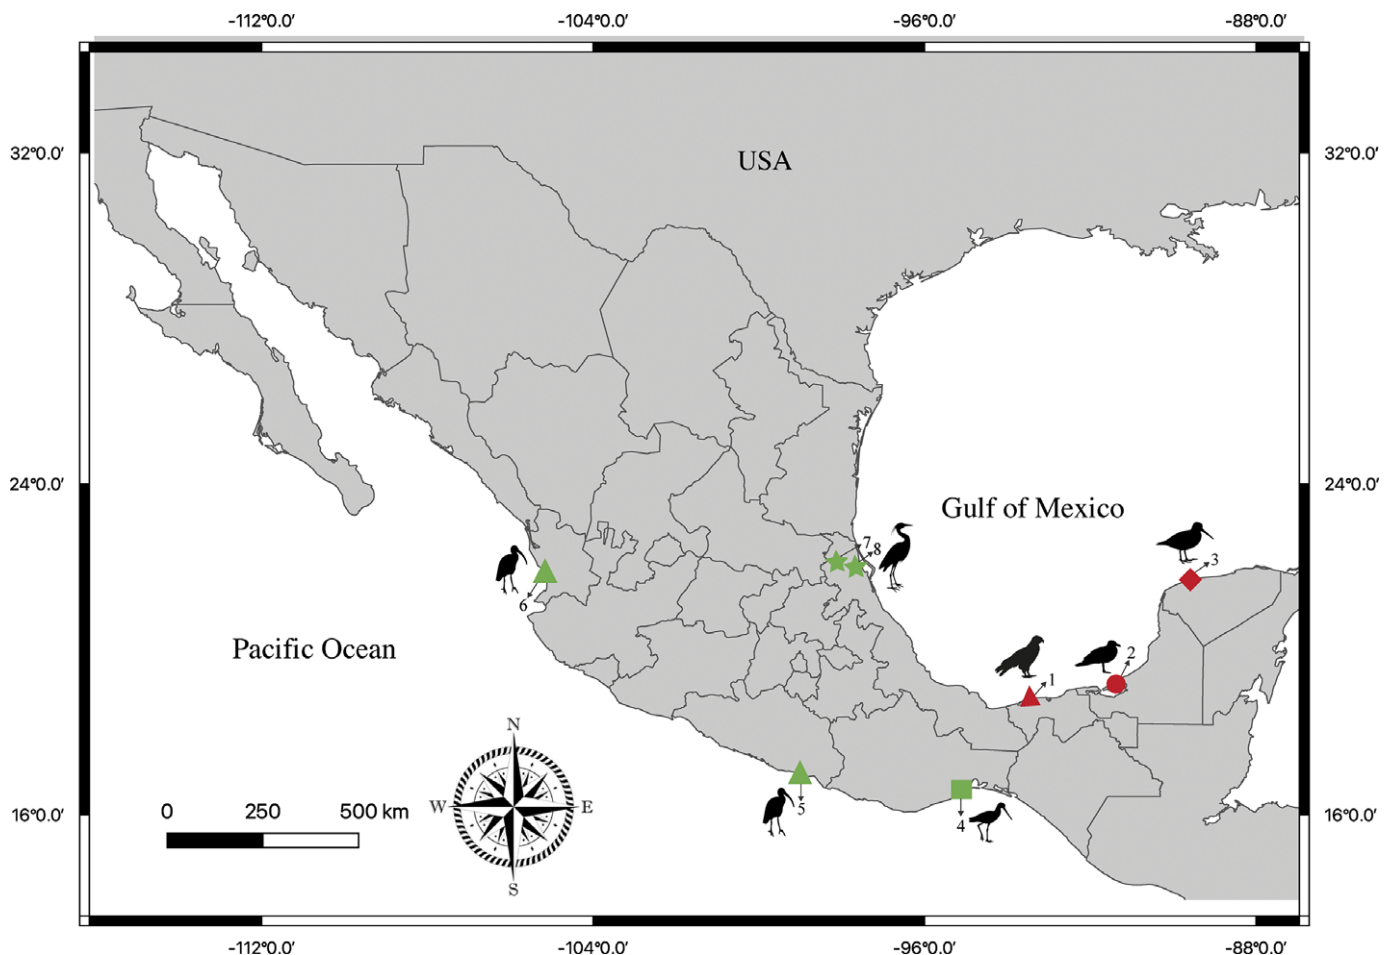 -112°0.0′ -104°0.0′ -96°0.0′ -88°0.0′
32°0.0′ 32°0.0′
USA
24°0.0′ 24°0.0′
Gulf of Mexico
7
8
3
6
Pacific Ocean
2
1
N
W E
S
0 250 500 km
5
4
16°0.0′ 16°0.0′
-112°0.0′ -104°0.0′ -96°0.0′ -88°0.0′